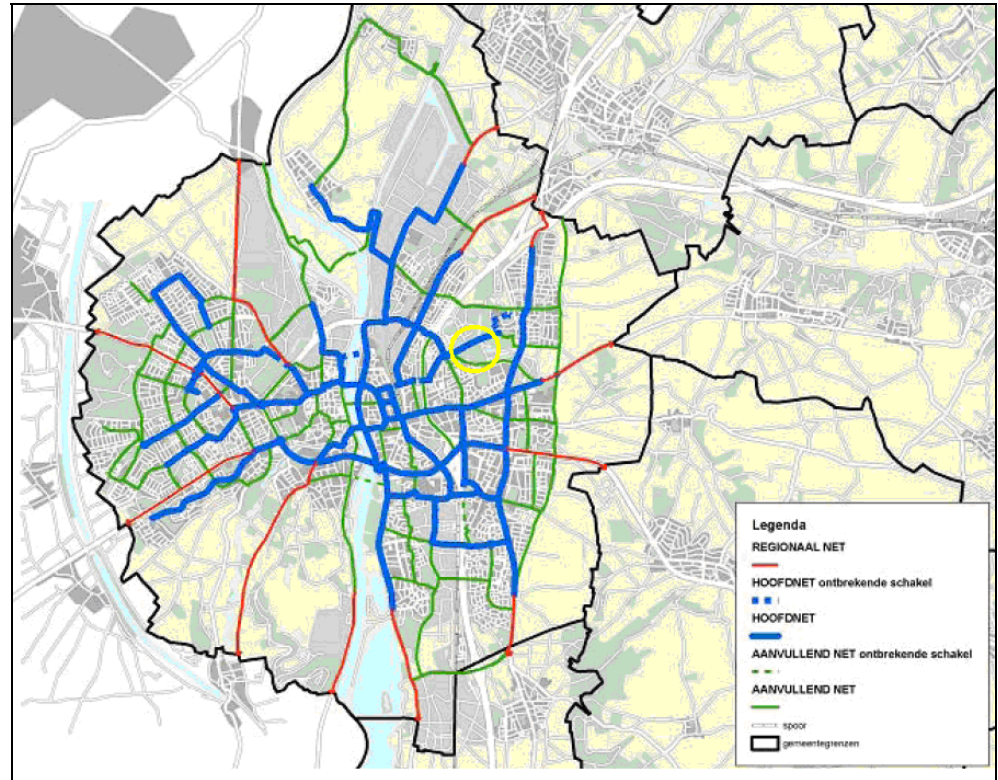 Legenda
REGIONAAL NET
HOOFDNET ontbrekende schakel
HOOFDNET
AANVULLEND NET ontbrekende schakel
AANVULLEND NET
spoor
gemeentegrenzen